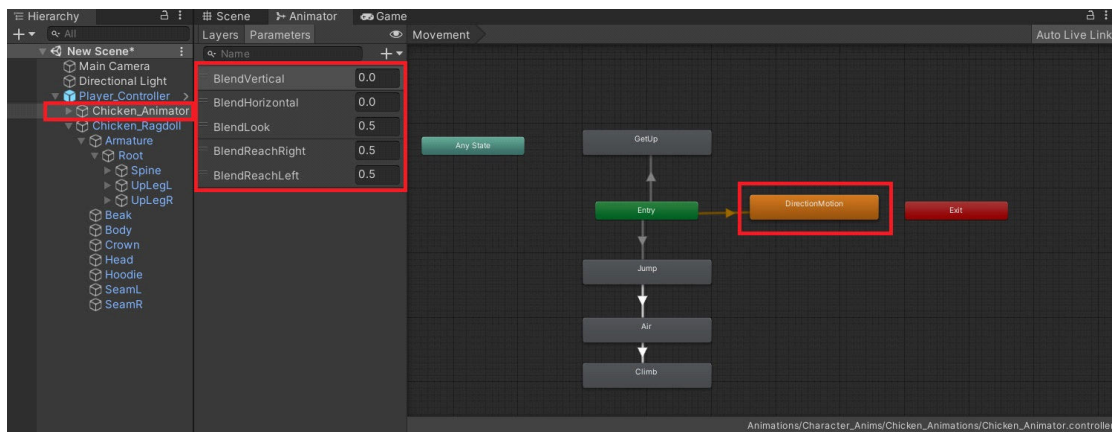 Hierarchy
All
New Scene*
Main Camera
Directional Light
Player_Controller
Chicken_Animator
Chicken_Ragdoll
Armature
Root
Spine
UpLegL
UpLegR
Beak
Body
Crown
Head
Hoodie
SeamL
SeamR
Scene Animator Game
Layers Parameters Movement Auto Live Link
Name
BlendVertical 0.0
BlendHorizontal 0.0
BlendLook 0.5
BlendReachRight 0.5
BlendReachLeft 0.5
Any State
GetUp
Entry
DirectionMotion
Exit
Jump
Air
Climb
Animations/Character_Anims/Chicken_Animations/Chicken_Animator.controller